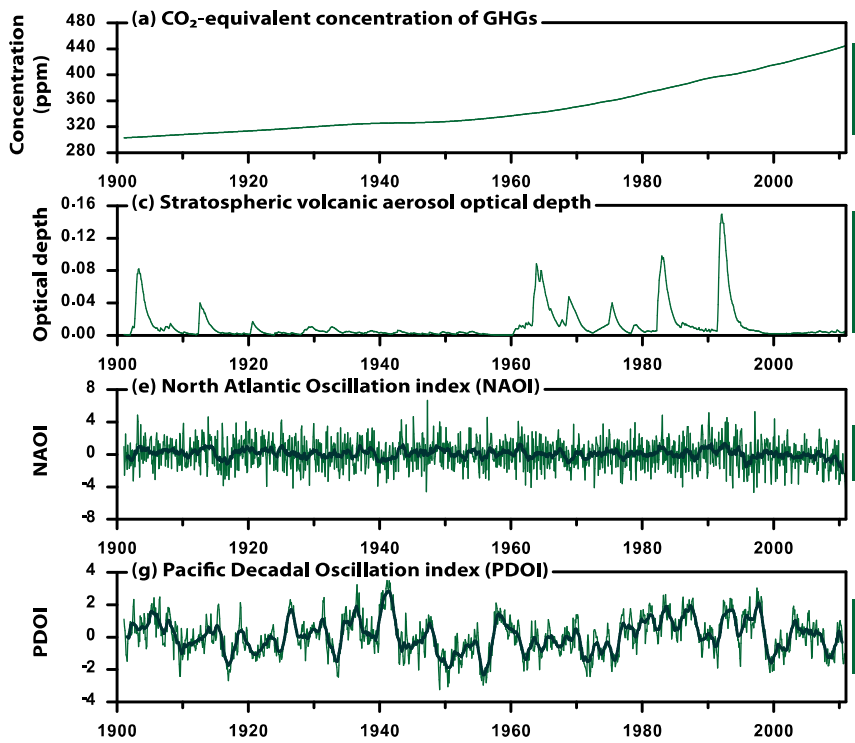 (a) CO₂-equivalent concentration of GHGs
Concentration
(ppm)
480
440
400
360
320
280
1900 1920 1940 1960 1980 2000
(c) Stratospheric volcanic aerosol optical depth
Optical depth
0·16
0.12
0.08
0.04
0.00
1900 1920 1940 1960 1980 2000
(e) North Atlantic Oscillation index (NAOI)
NAOI
8
4
0
-4
-8
1900 1920 1940 1960 1980 2000
(g) Pacific Decadal Oscillation index (PDOI)
PDOI
4
2
0
-2
-4
1900 1920 1940 1960 1980 2000